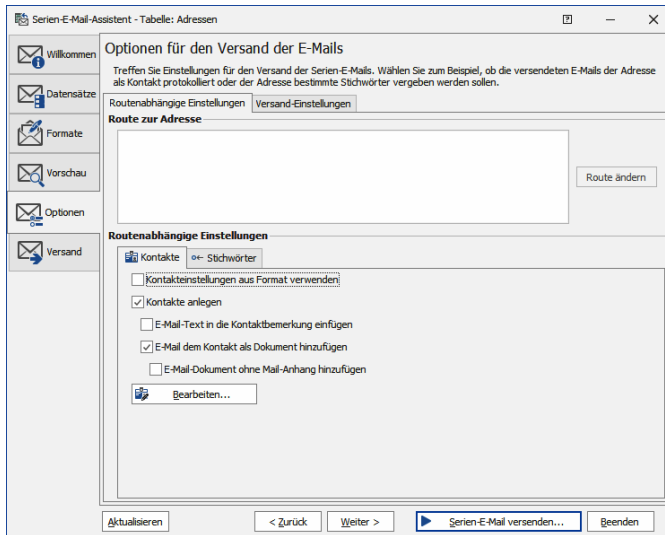 Serien-E-Mail-Assistent - Tabelle: Adressen
Willkommen
Datensätze
Formate
Vorschau
Optionen
Versand
Optionen für den Versand der E-Mails
Treffen Sie Einstellungen für den Versand der Serien-E-Mails. Wählen Sie zum Beispiel, ob die versendeten E-Mails der Adresse
als Kontakt protokolliert oder der Adresse bestimmte Stichwörter vergeben werden sollen.
Routenabhängige Einstellungen Versand-Einstellungen
Route zur Adresse
Route ändern
Routenabhängige Einstellungen
Kontakte Stichwörter
Kontakteinstellungen aus Format verwenden
Kontakte anlegen
E-Mail-Text in die Kontaktbemerkung einfügen
E-Mail dem Kontakt als Dokument hinzufügen
E-Mail-Dokument ohne Mail-Anhang hinzufügen
Bearbeiten...
Aktualisieren < Zurück Weiter > Serien-E-Mail versenden... Beenden